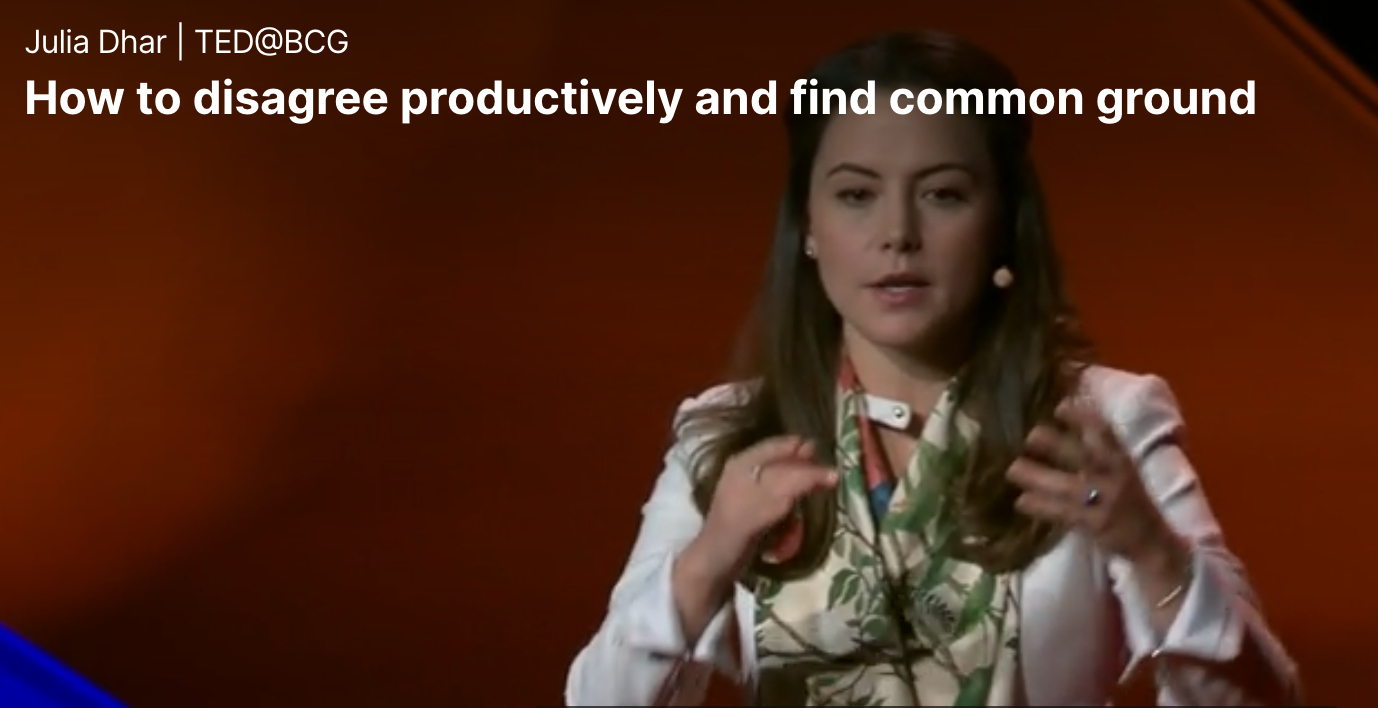 Julia Dhar | TED@BCG
How to disagree productively and find common ground